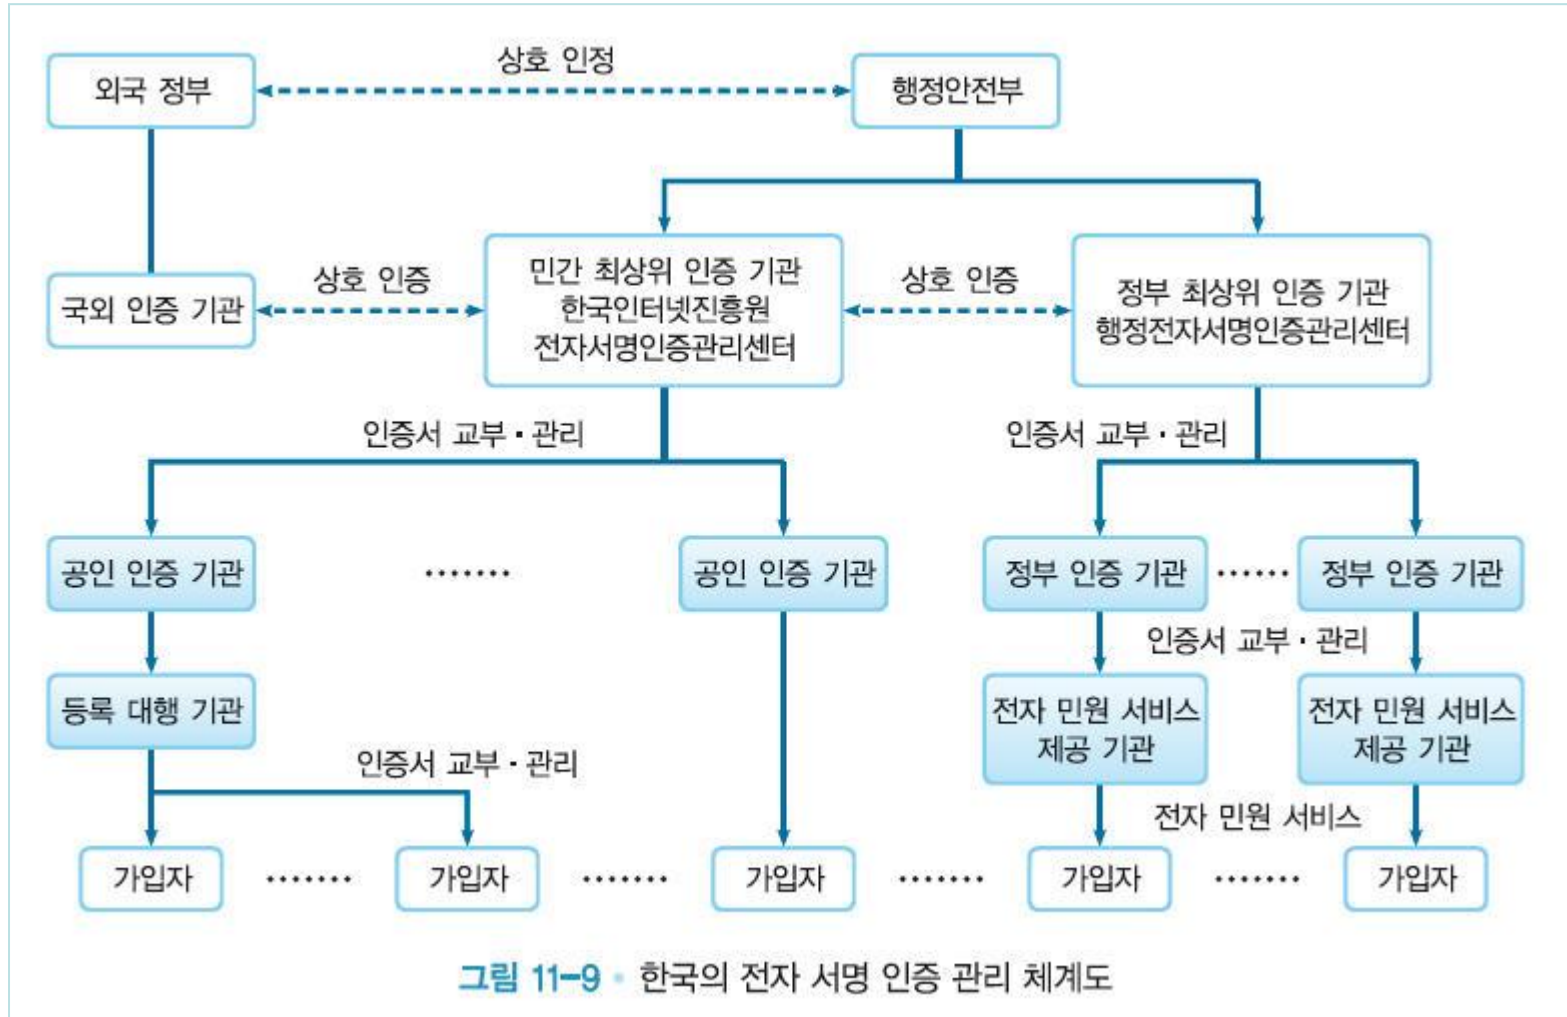 상호 인정
외국 정부
행정안전부
민간 최상위 인증 기관
한국인터넷진흥원
전자서명인증관리센터
상호 인증
국외 인증 기관
상호 인증
정부 최상위 인증 기관
행정전자서명인증관리센터
인증서 교부·관리
인증서 교부·관리
공인 인증 기관
·······
공인 인증 기관
정부 인증 기관
······
정부 인증 기관
인증서 교부·관리
등록 대행 기관
전자 민원 서비스
제공 기관
전자 민원 서비스
제공 기관
인증서 교부·관리
전자 민원 서비스
가입자
·······
가입자
·······
가입자
·······
가입자
·······
가입자
그림 11-9 • 한국의 전자 서명 인증 관리 체계도